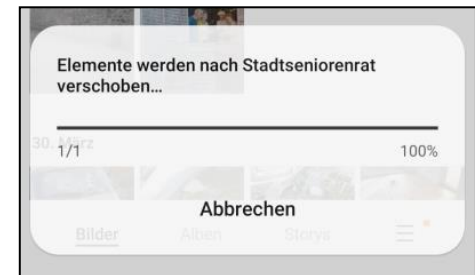 Elemente werden nach Stadtseniorenrat
verschoben...
30. März
1/1 100%
Abbrechen
Bilder Alben Storys